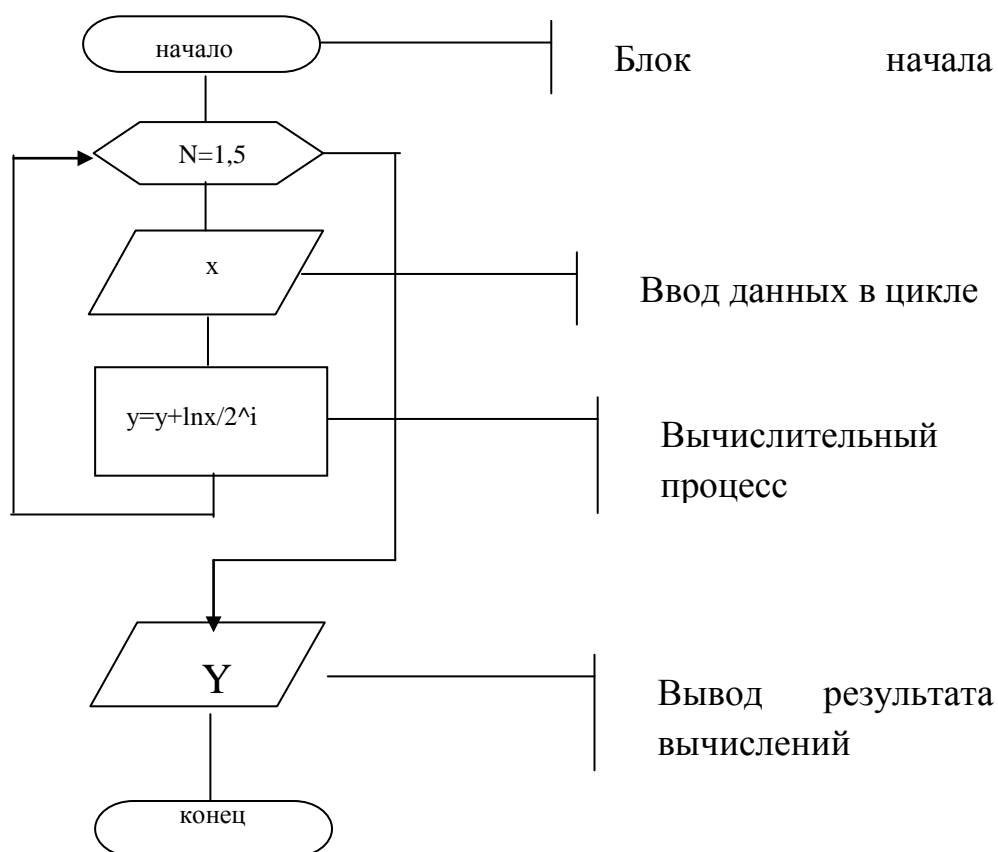 начало
Блок начала
N=1,5
x
Ввод данных в цикле
y=y+lnx/2^i
Вычислительный
процесс
Y
Вывод результата
вычислений
конец